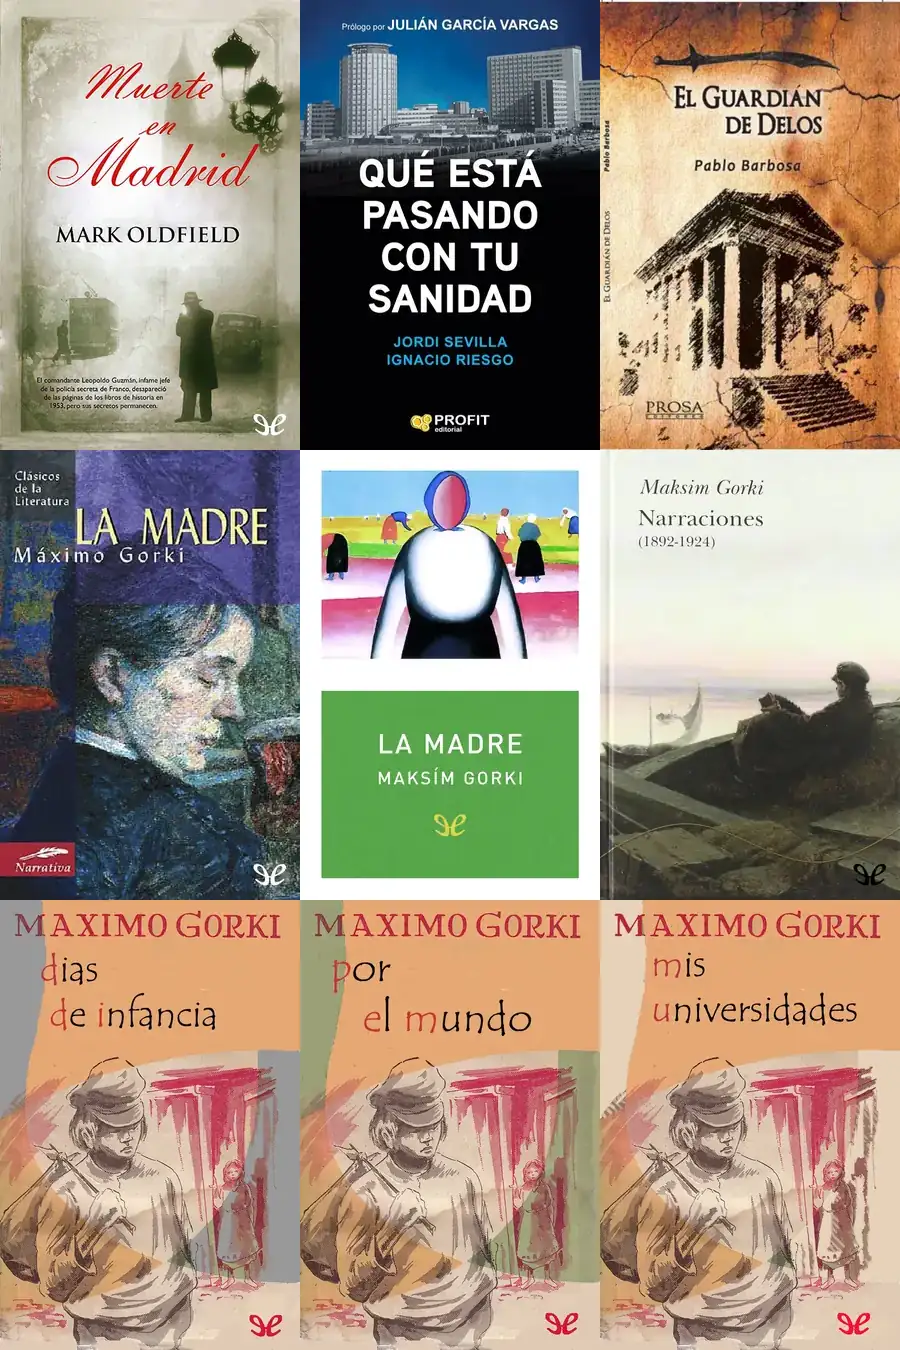 Muerte
en
Madrid
MARK OLDFIELD
El comandante Leopoldo Guzmán, infame jefe
de la policía secreta de Franco, desapareció
de las páginas de los libros de historia en
1953, pero sus secretos permanecen.
Prólogo por JULIÁN GARCÍA VARGAS
QUÉ ESTÁ
PASANDO
CON TU
SANIDAD
JORDI SEVILLA
IGNACIO RIESGO
PROFIT
editorial
EL GUARDIÁN
DE DELOS
Pablo Barbosa
Pablo Barbosa
EL GUARDIÁN DE DELOS
PROSA
Clásicos
de la
Literatura
LA MADRE
Máximo Gorki
Narrativa
LA MADRE
MAKSÍM GORKI
Maksim Gorki
Narraciones
(1892-1924)
MAXIMO GORKI
dias
de infancia
MAXIMO GORKI
por
el mundo
MAXIMO GORKI
mis
universidades